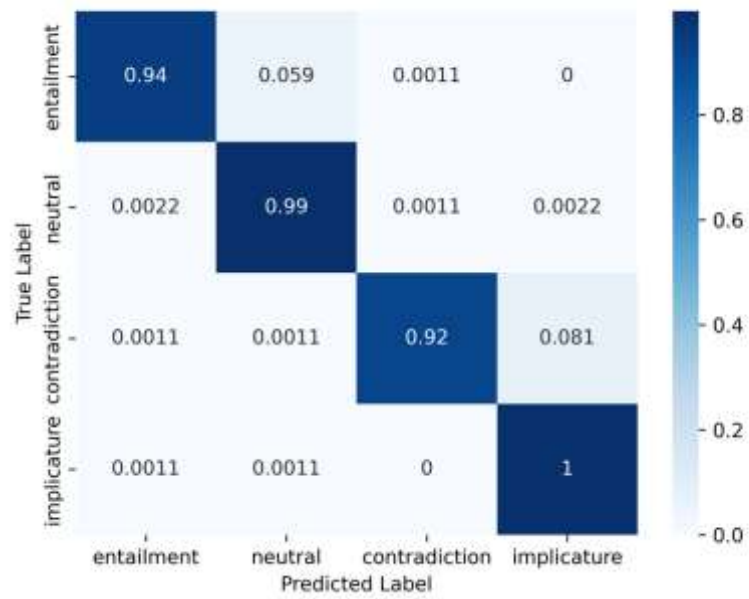 True Label
entailment
neutral
contradiction
implicature
0.94 0.059 0.0011 0
0.0022 0.99 0.0011 0.0022
0.0011 0.0011 0.92 0.081
0.0011 0.0011 0 1
entailment neutral contradiction implicature
Predicted Label
0.8
0.6
0.4
0.2
0.0